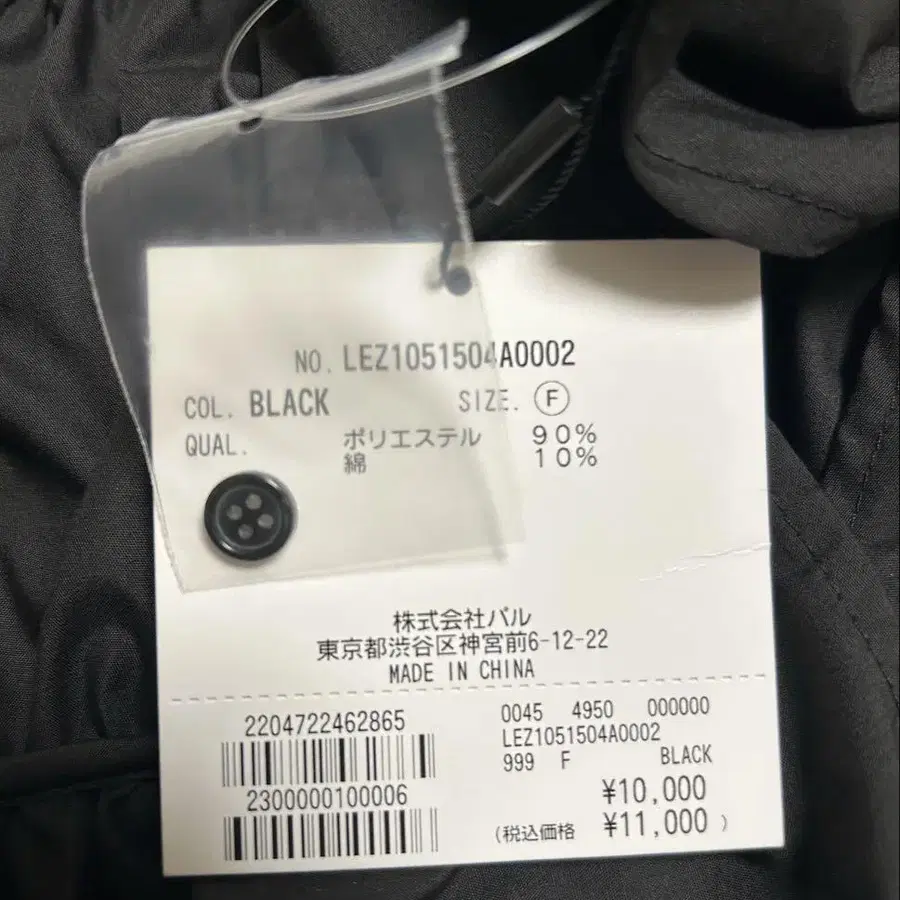 NO. LEZ1051504A0002
COL. BLACK SIZE. Ⓕ
QUAL. ポリエステル 90%
綿 10%
株式会社パル
東京都渋谷区神宮前6-12-22
MADE IN CHINA
2204722462865
2300000100006
0045 4950 000000
LEZ1051504A0002
999 F BLACK
¥10,000
(税込価格 ¥11,000 )